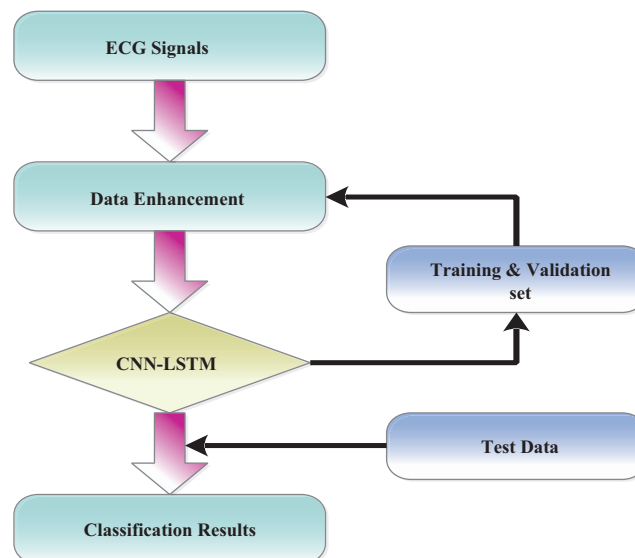 ECG Signals
Data Enhancement
Training & Validation
set
CNN-LSTM
Test Data
Classification Results